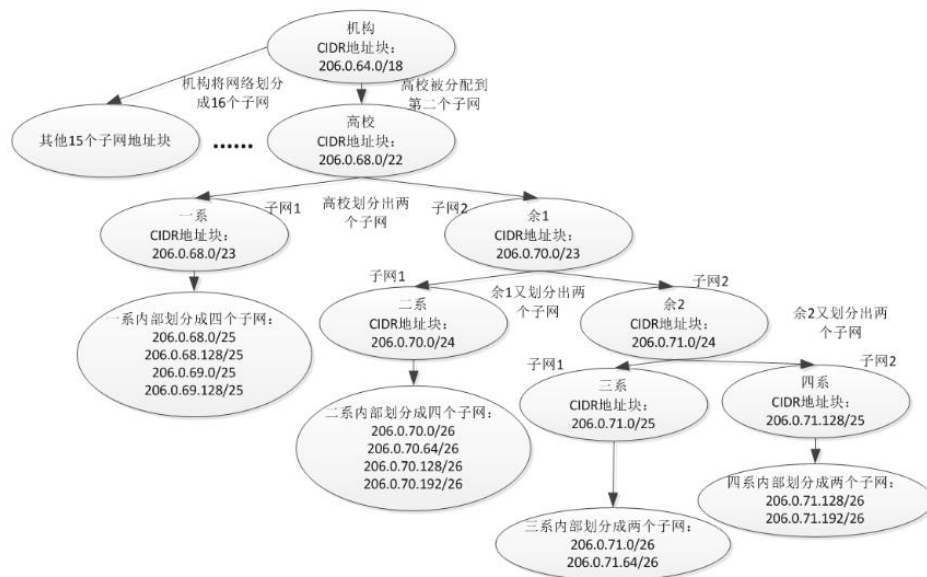 机构
CIDR地址块：
206.0.64.0/18
机构将网络划分
成16个子网
高校被分配到
第二个子网
其他15个子网地址块
......
高校
CIDR地址块：
206.0.68.0/22
子网1
高校划分出两
个子网
子网2
一系
CIDR地址块：
206.0.68.0/23
余1
CIDR地址块：
206.0.70.0/23
子网1
余1又划分出两
个子网
子网2
一系内部划分成四个子网：
206.0.68.0/25
206.0.68.128/25
206.0.69.0/25
206.0.69.128/25
二系
CIDR地址块：
206.0.70.0/24
余2
CIDR地址块：
206.0.71.0/24
余2又划分出两
个子网
子网1
子网2
二系内部划分成四个子网：
206.0.70.0/26
206.0.70.64/26
206.0.70.128/26
206.0.70.192/26
三系
CIDR地址块：
206.0.71.0/25
四系
CIDR地址块：
206.0.71.128/25
四系内部划分成两个子网：
206.0.71.128/26
206.0.71.192/26
三系内部划分成两个子网：
206.0.71.0/26
206.0.71.64/26